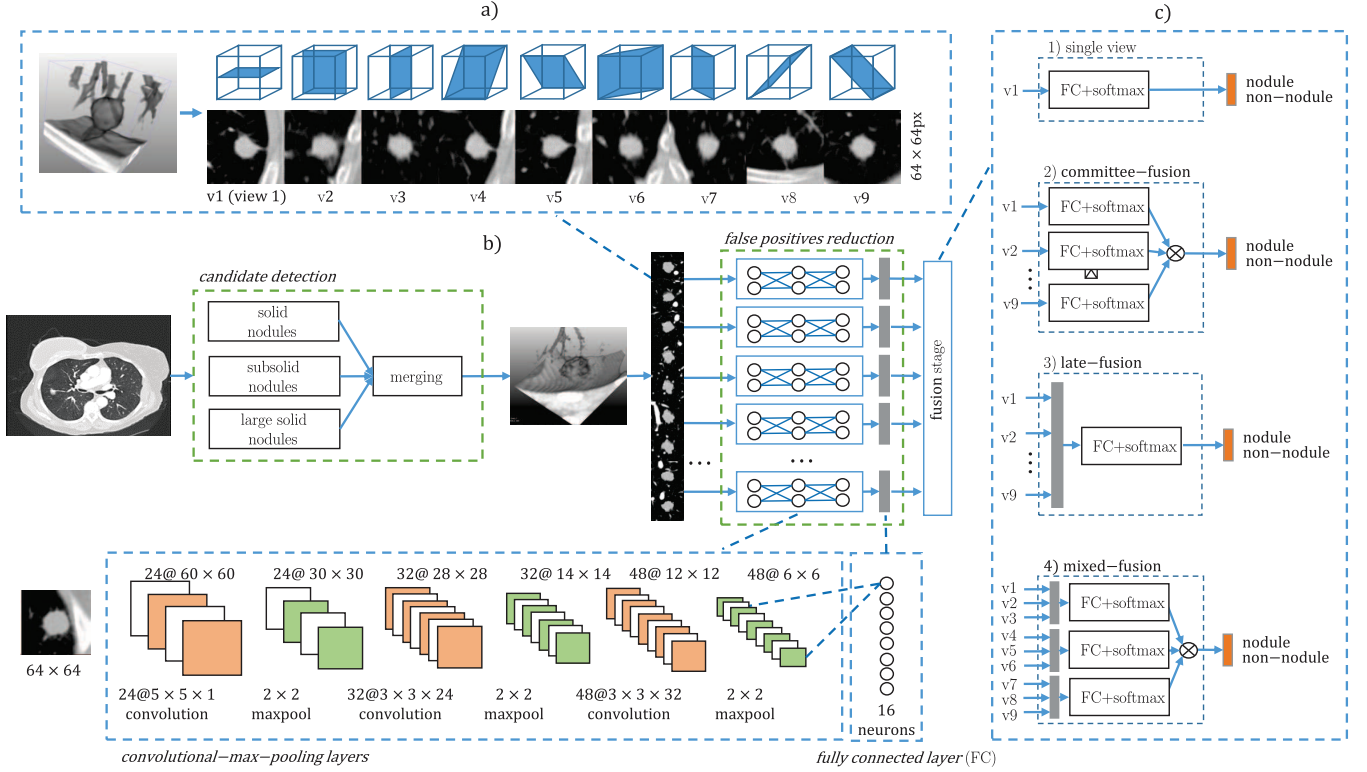 a)
64 × 64px
v1 (view 1) v2 v3 v4 v5 v6 v7 v8 v9
b)
candidate detection
solid
nodules
subsolid
nodules
large solid
nodules
merging
false positives reduction
...
...
fusion stage
64 × 64
24@ 60 × 60 24@ 30 × 30 32@ 28 × 28 32@ 14 × 14 48@ 12 × 12 48@ 6 × 6
24@5 × 5 × 1 2 × 2 32@3 × 3 × 24 2 × 2 48@3 × 3 × 32 2 × 2
convolution maxpool convolution maxpool convolution maxpool
convolutional−max−pooling layers
16
neurons
fully connected layer (FC)
c)
1) single view
v1
FC+softmax
nodule
non−nodule
2) committee−fusion
v1
FC+softmax
v2
FC+softmax
...
v9
FC+softmax
nodule
non−nodule
3) late−fusion
v1
v2
...
v9
FC+softmax
nodule
non−nodule
4) mixed−fusion
v1
v2
v3
FC+softmax
v4
v5
v6
FC+softmax
v7
v8
v9
FC+softmax
nodule
non−nodule